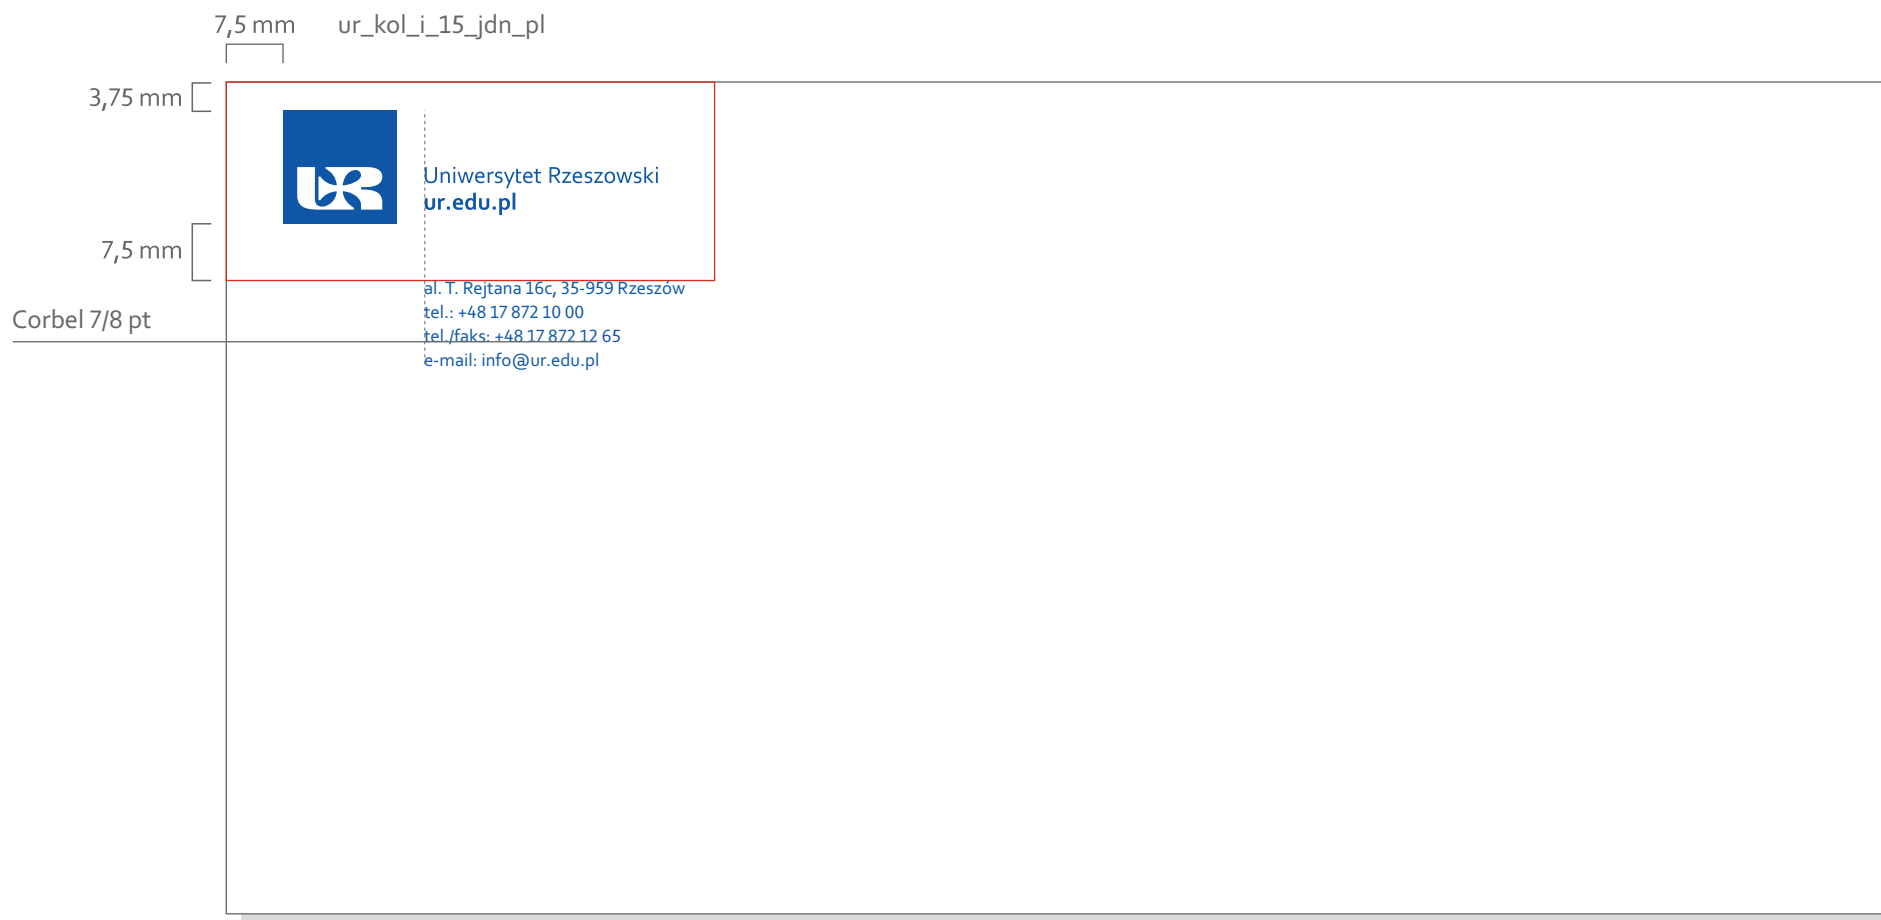 7,5 mm ur_kol_i_15_jdn_pl
3,75 mm
UR
Uniwersytet Rzeszowski
ur.edu.pl
7,5 mm
al. T. Rejtana 16c, 35-959 Rzeszów
tel.: +48 17 872 10 00
Corbel 7/8 pt
tel./faks: +48 17 872 12 65
e-mail: info@ur.edu.pl